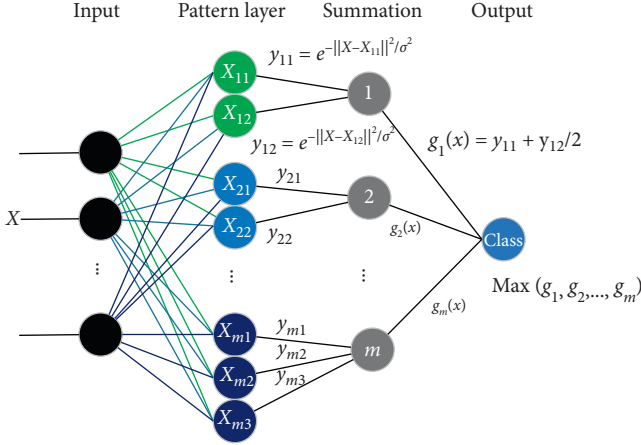 Input Pattern layer Summation Output
y₁₁ = e^{−||X−X₁₁||²/σ²}
X₁₁
1
X₁₂
y₁₂ = e^{−||X−X₁₂||²/σ²}
g₁(x) = y₁₁ + y₁₂/2
X₂₁
y₂₁
2
X
X₂₂
y₂₂
g₂(x)
Class
⋮ ⋮ ⋮
Max (g₁, g₂,..., gₘ)
gₘ(x)
Xₘ₁
yₘ₁
m
yₘ₂
Xₘ₂
yₘ₃
Xₘ₃